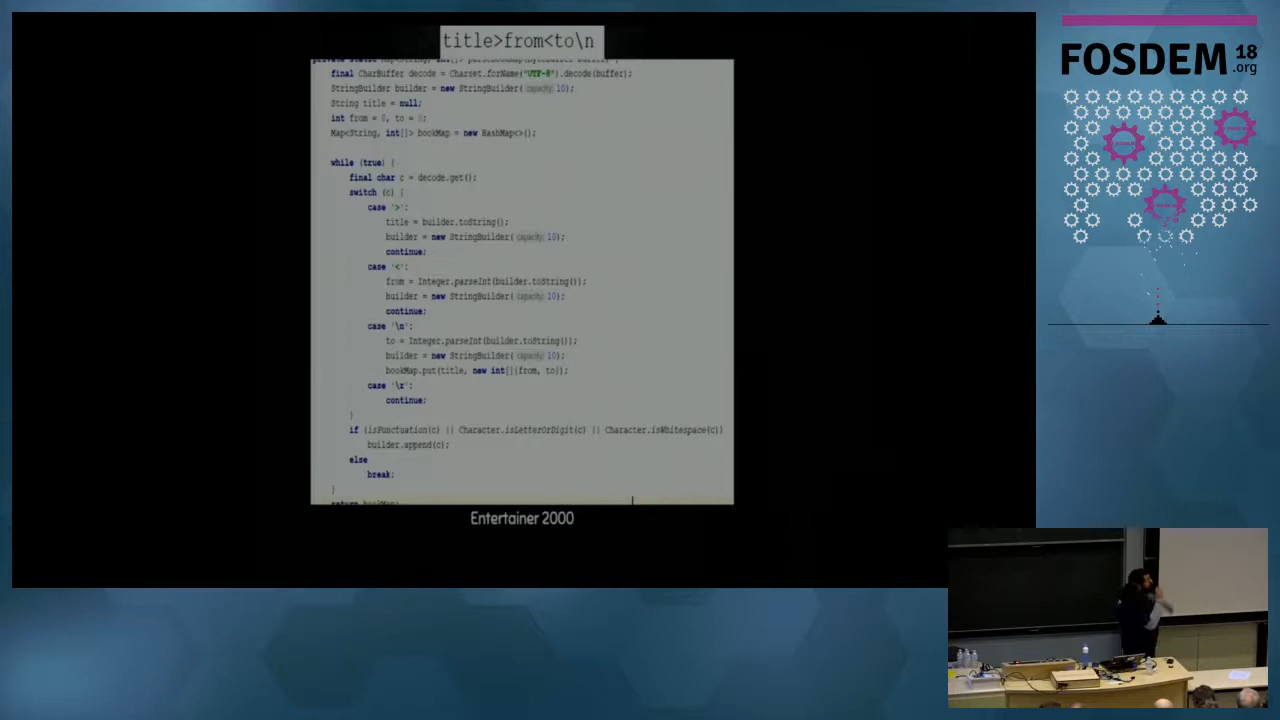 title>from<to\n
FOSDEM 18
.org
final CharBuffer decode = Charset.forName("UTF-8").decode(buffer);
StringBuilder builder = new StringBuilder( capacity: 10);
String title = null;
int from = 0, to = 0;
Map<String, int[]> bookMap = new HashMap<>();
while (true) {
final char c = decode.get();
switch (c) {
case '>':
title = builder.toString();
builder = new StringBuilder( capacity: 10);
continue;
case '<':
from = Integer.parseInt(builder.toString());
builder = new StringBuilder( capacity: 10);
continue;
case '\n':
to = Integer.parseInt(builder.toString());
builder = new StringBuilder( capacity: 10);
bookMap.put(title, new int[]{from, to});
case '\r':
continue;
}
if (isPunctuation(c) || Character.isLetterOrDigit(c) || Character.isWhitespace(c))
builder.append(c);
else
break;
}
return bookMap;
Entertainer 2000